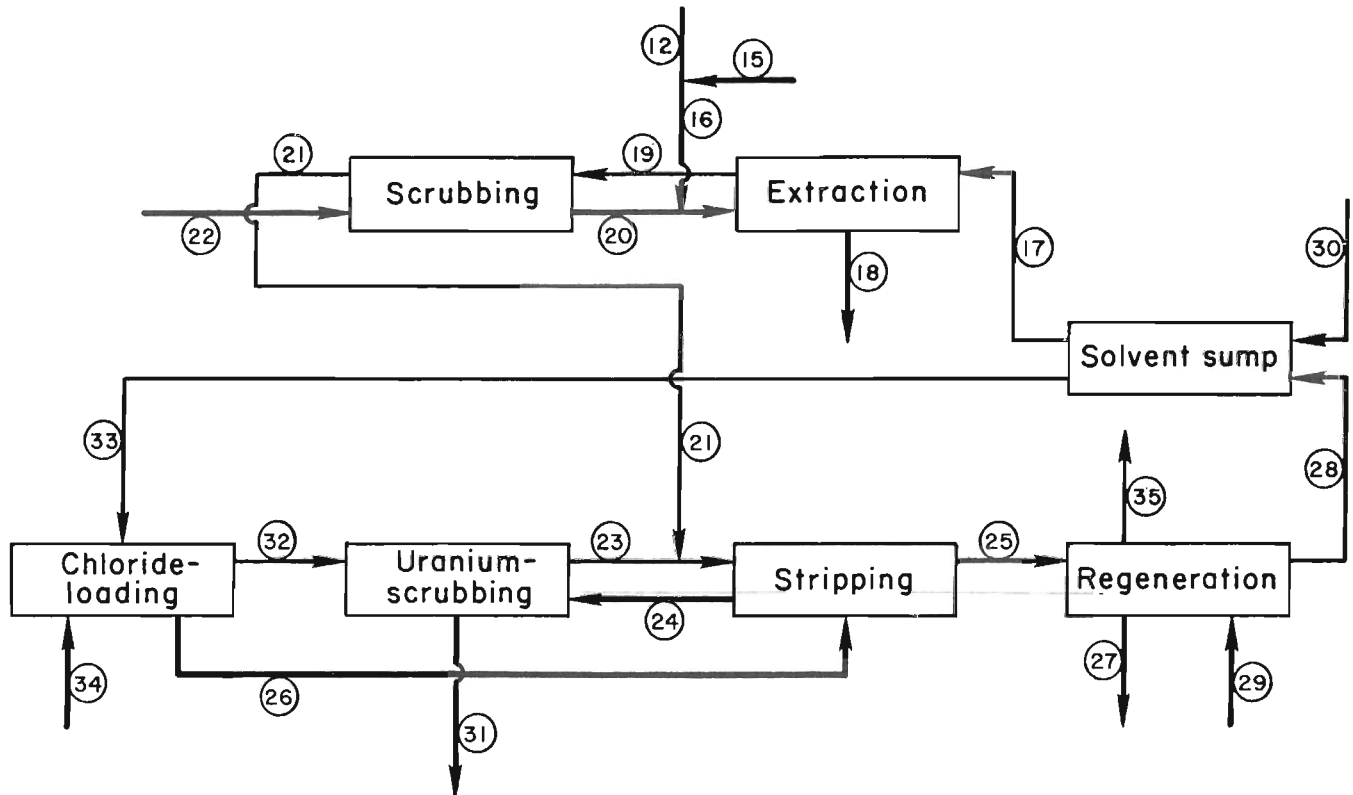 12
15
16
21
19
Scrubbing
Extraction
22
20
17
30
18
Solvent sump
33
21
28
35
32
23
25
Chloride-
loading
Uranium-
scrubbing
Stripping
Regeneration
24
34
26
27
29
31